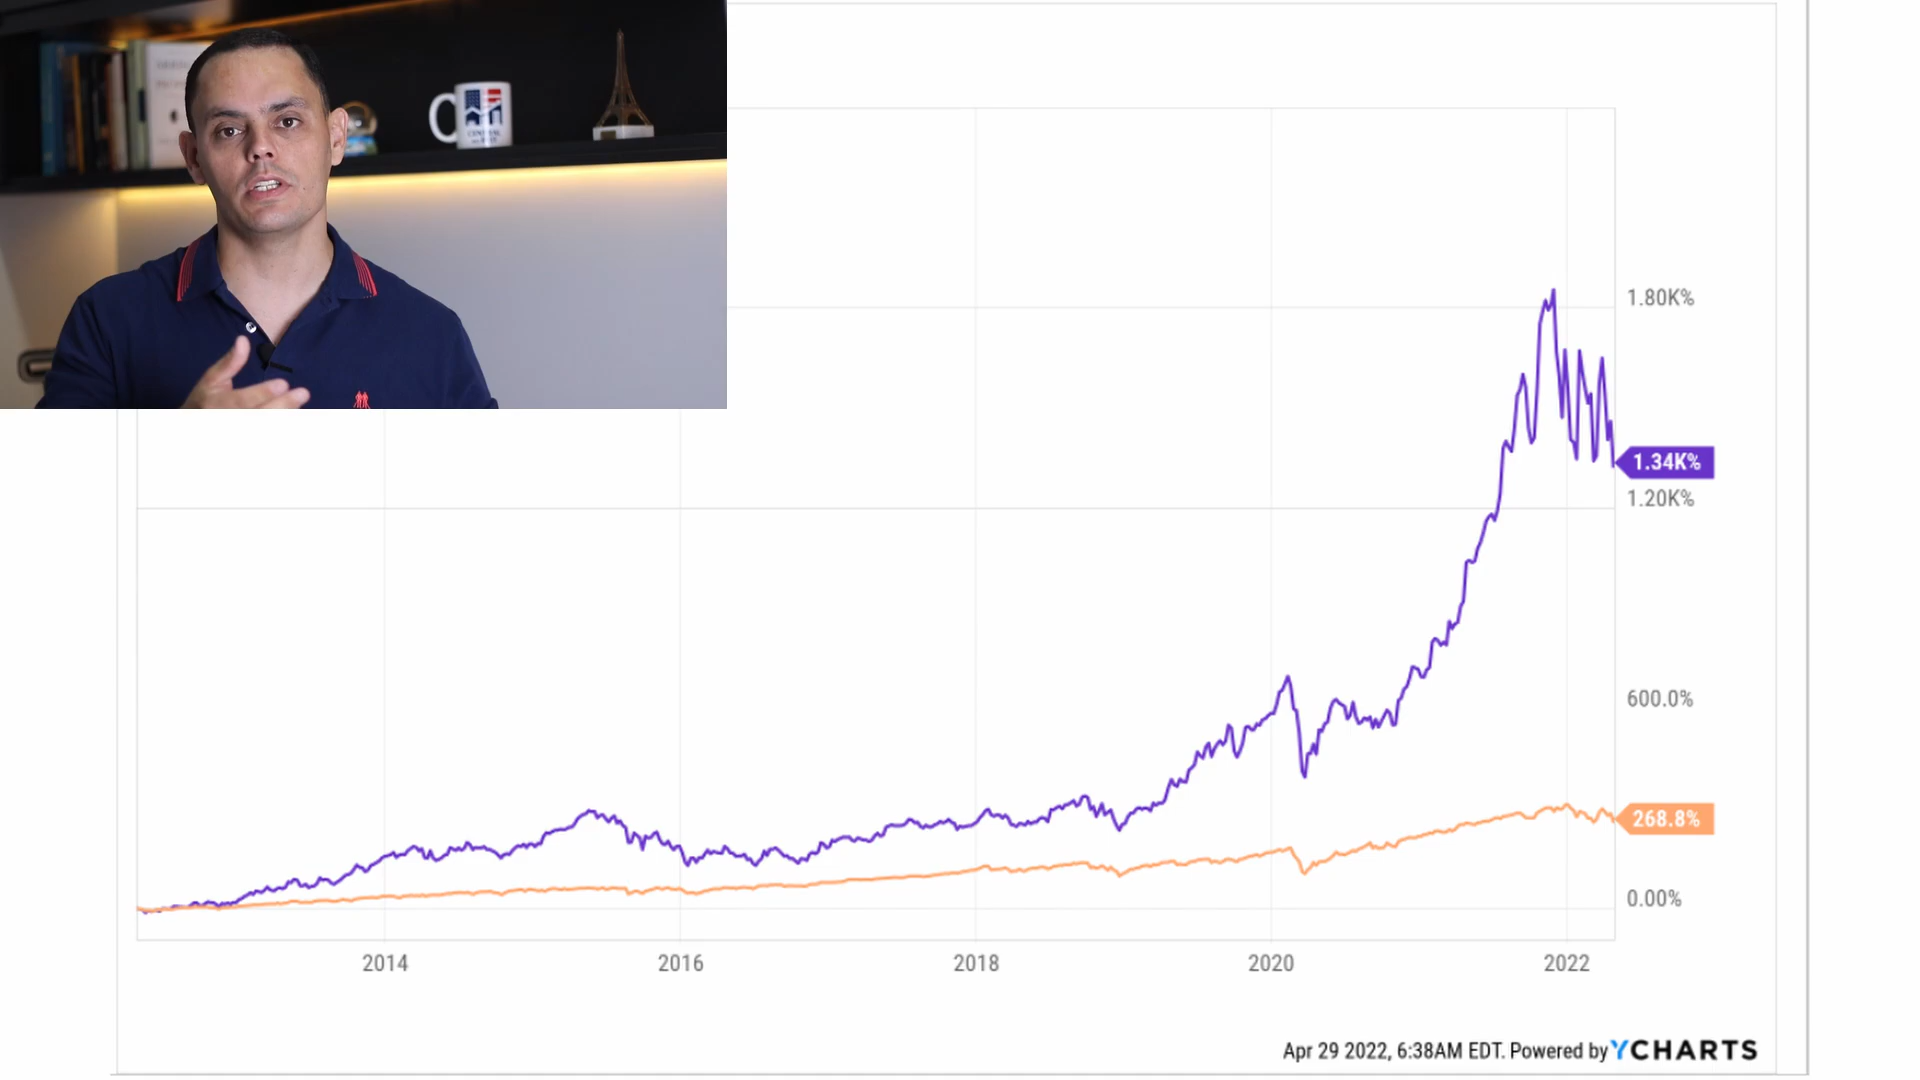 CENTRAL
1.80K%
1.34K%
1.20K%
600.0%
268.8%
0.00%
2014 2016 2018 2020 2022
Apr 29 2022, 6:38AM EDT. Powered by YCHARTS